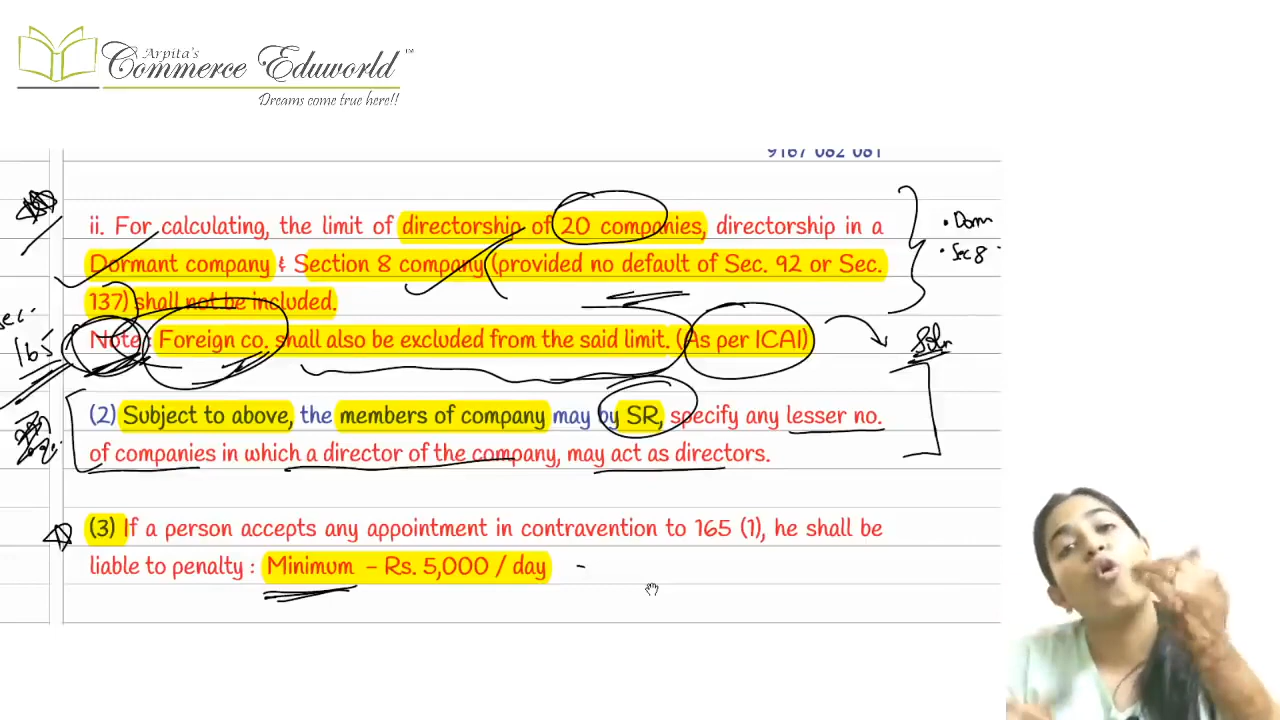 Arpita's
Commerce Eduworld™
Dreams come true here!!
9167 082 081
ii. For calculating, the limit of directorship of 20 companies, directorship in a
Dormant company & Section 8 company (provided no default of Sec. 92 or Sec.
137) shall not be included.
• Dorm
• Sec 8
Note : Foreign co. shall also be excluded from the said limit. (As per ICAI)
sec.
165
(2) Subject to above, the members of company may by SR, specify any lesser no.
of companies in which a director of the company, may act as directors.
(3) If a person accepts any appointment in contravention to 165 (1), he shall be
liable to penalty : Minimum – Rs. 5,000 / day